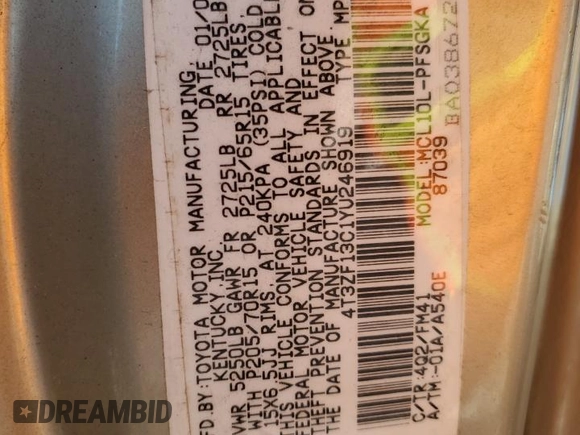 MFD.BY:TOYOTA MOTOR MANUFACTURING,
KENTUCKY,INC. DATE 01/0
VWR 5250LB GAWR FR 2725LB RR 2725LB
WITH P205/70R15 OR P215/65R15 TIRES,
15X6.5JJ RIMS, AT 240KPA (35PSI) COLD
THIS VEHICLE CONFORMS TO ALL APPLICABLE
FEDERAL MOTOR VEHICLE SAFETY AND
THEFT PREVENTION STANDARDS IN EFFECT ON
THE DATE OF MANUFACTURE SHOWN ABOVE.
4T3ZF13C1YU246919 TYPE MP
C/TR:4Q2/FM41 MODEL:MCL10L-PFSGKA
A/TM:-01A/A540E 87039
BA038672
DREAMBID